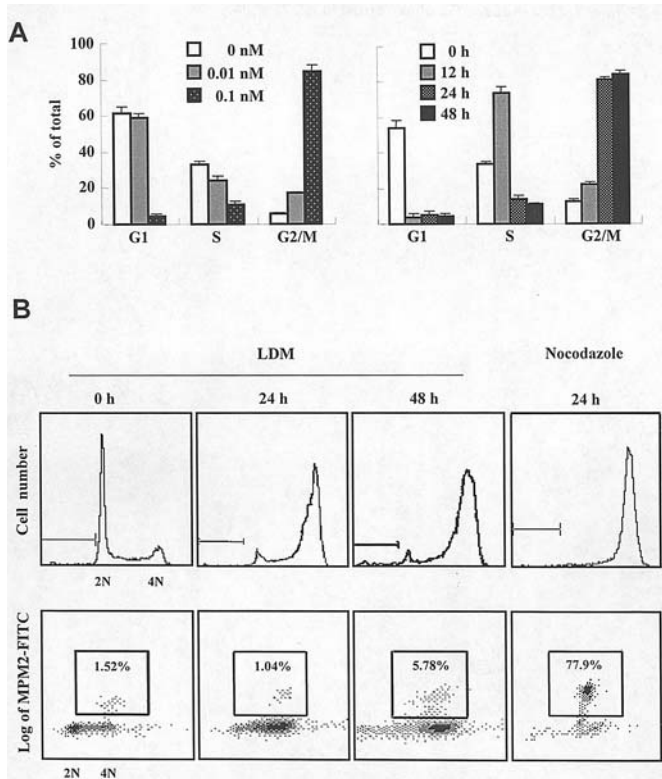 A
% of total
100
80
60
40
20
0
0 nM
0.01 nM
0.1 nM
G1 S G2/M
0 h
12 h
24 h
48 h
G1 S G2/M
B
LDM Nocodazole
0 h 24 h 48 h 24 h
Cell number
2N 4N
Log of MPM2-FITC
1.52% 1.04% 5.78% 77.9%
2N 4N